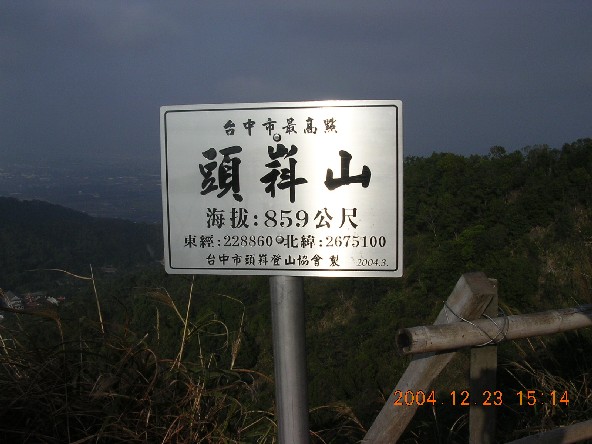 台中市最高點
頭嵙山
海拔:859公尺
東經:228860 北緯:2675100
台中市頭嵙登山協會 製 2004.3.
2004.12.23 15:14